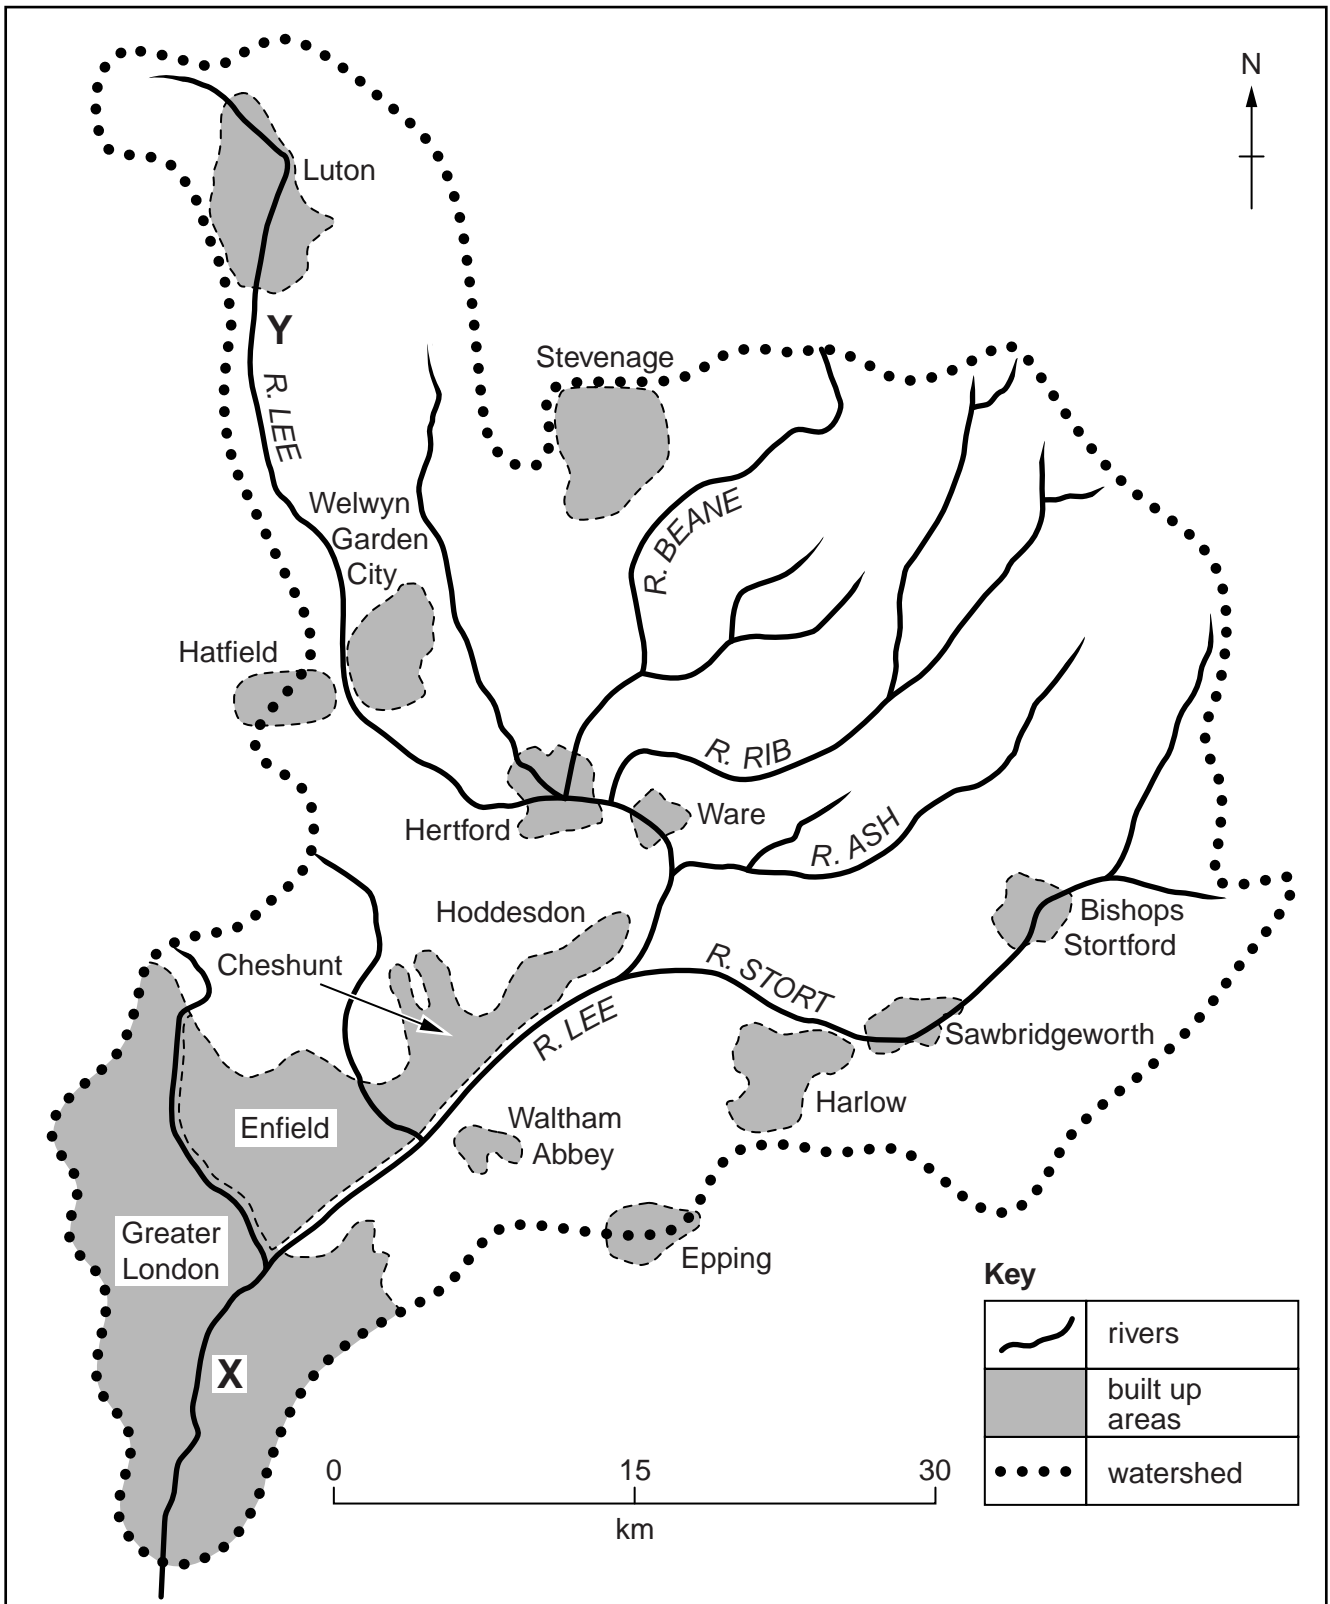 N
Luton
Y
R. LEE
Stevenage
Welwyn
Garden
City
R. BEANE
Hatfield
R. RIB
Hertford
Ware
R. ASH
Hoddesdon
Bishops
Stortford
Cheshunt
R. STORT
R. LEE
Sawbridgeworth
Harlow
Enfield
Waltham
Abbey
Greater
London
Epping
X
Key
rivers
built up
areas
watershed
0 15 30
km